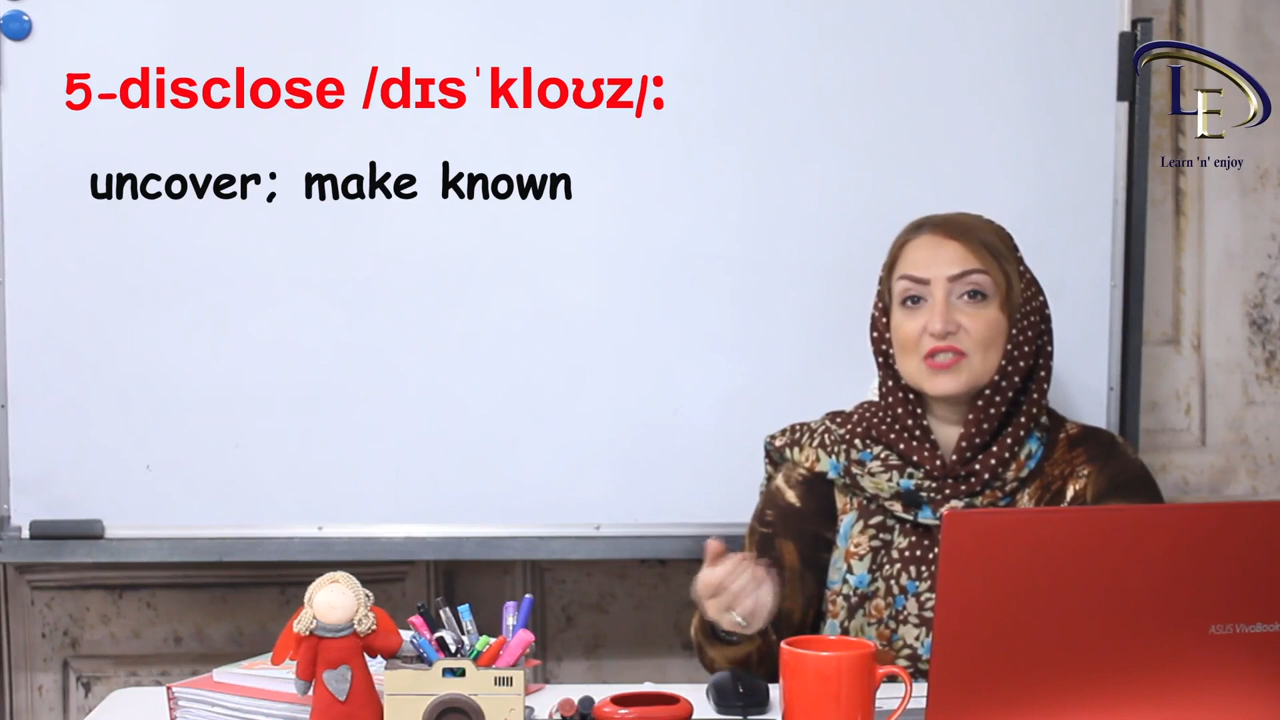 5-disclose /dɪsˈkloʊz/:
uncover; make known
LE
Learn 'n' enjoy
ASUS VivoBook